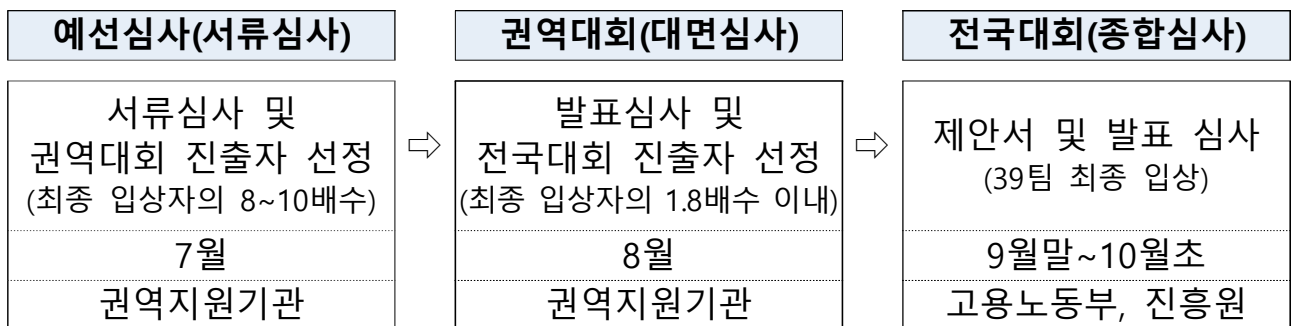 예선심사(서류심사)
서류심사 및
권역대회 진출자 선정
(최종 입상자의 8~10배수)
7월
권역지원기관
⇨
권역대회(대면심사)
발표심사 및
전국대회 진출자 선정
(최종 입상자의 1.8배수 이내)
8월
권역지원기관
⇨
전국대회(종합심사)
제안서 및 발표 심사
(39팀 최종 입상)
9월말~10월초
고용노동부, 진흥원